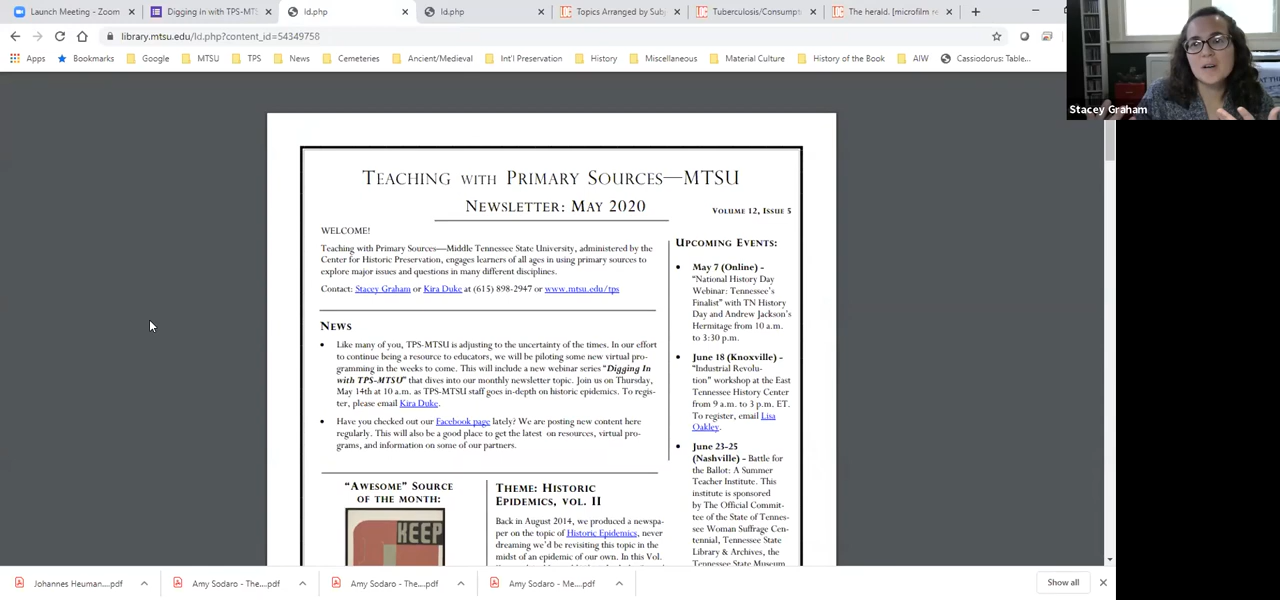 Launch Meeting - Zoom
Digging in with TPS-MTS
ld.php
ld.php
Topics Arranged by Subj
Tuberculosis/Consumpt
The herald. [microfilm re
library.mtsu.edu/ld.php?content_id=54349758
Apps
Bookmarks
Google
MTSU
TPS
News
Cemeteries
Ancient/Medieval
Int'l Preservation
History
Miscellaneous
Material Culture
History of the Book
AIW
Cassiodorus: Table...
Stacey Graham
TEACHING WITH PRIMARY SOURCES—MTSU
NEWSLETTER: MAY 2020
VOLUME 12, ISSUE 5
WELCOME!
Teaching with Primary Sources—Middle Tennessee State University, administered by the
Center for Historic Preservation, engages learners of all ages in using primary sources to
explore major issues and questions in many different disciplines.
Contact: Stacey Graham or Kira Duke at (615) 898-2947 or www.mtsu.edu/tps
NEWS
• Like many of you, TPS-MTSU is adjusting to the uncertainty of the times. In our effort
to continue being a resource to educators, we will be piloting some new virtual pro-
gramming in the weeks to come. This will include a new webinar series "Digging In
with TPS-MTSU" that dives into our monthly newsletter topic. Join us on Thursday,
May 14th at 10 a.m. as TPS-MTSU staff goes in-depth on historic epidemics. To regis-
ter, please email Kira Duke.
• Have you checked out our Facebook page lately? We are posting new content here
regularly. This will also be a good place to get the latest on resources, virtual pro-
grams, and information on some of our partners.
"AWESOME" SOURCE
OF THE MONTH:
KEEP
THEME: HISTORIC
EPIDEMICS, VOL. II
Back in August 2014, we produced a newspa-
per on the topic of Historic Epidemics, never
dreaming we'd be revisiting this topic in the
midst of an epidemic of our own. In this Vol.
UPCOMING EVENTS:
• May 7 (Online) -
"National History Day
Webinar: Tennessee's
Finalist" with TN History
Day and Andrew Jackson's
Hermitage from 10 a.m.
to 3:30 p.m.
• June 18 (Knoxville) -
"Industrial Revolu-
tion" workshop at the East
Tennessee History Center
from 9 a.m. to 3 p.m. ET.
To register, email Lisa
Oakley.
• June 23-25
(Nashville) - Battle for
the Ballot: A Summer
Teacher Institute. This
institute is sponsored
by The Official Commit-
tee of the State of Tennes-
see Woman Suffrage Cen-
tennial, Tennessee State
Library & Archives, the
Tennessee State Museum
Johannes Heuman....pdf
Amy Sodaro - The....pdf
Amy Sodaro - The....pdf
Amy Sodaro - Me....pdf
Show all